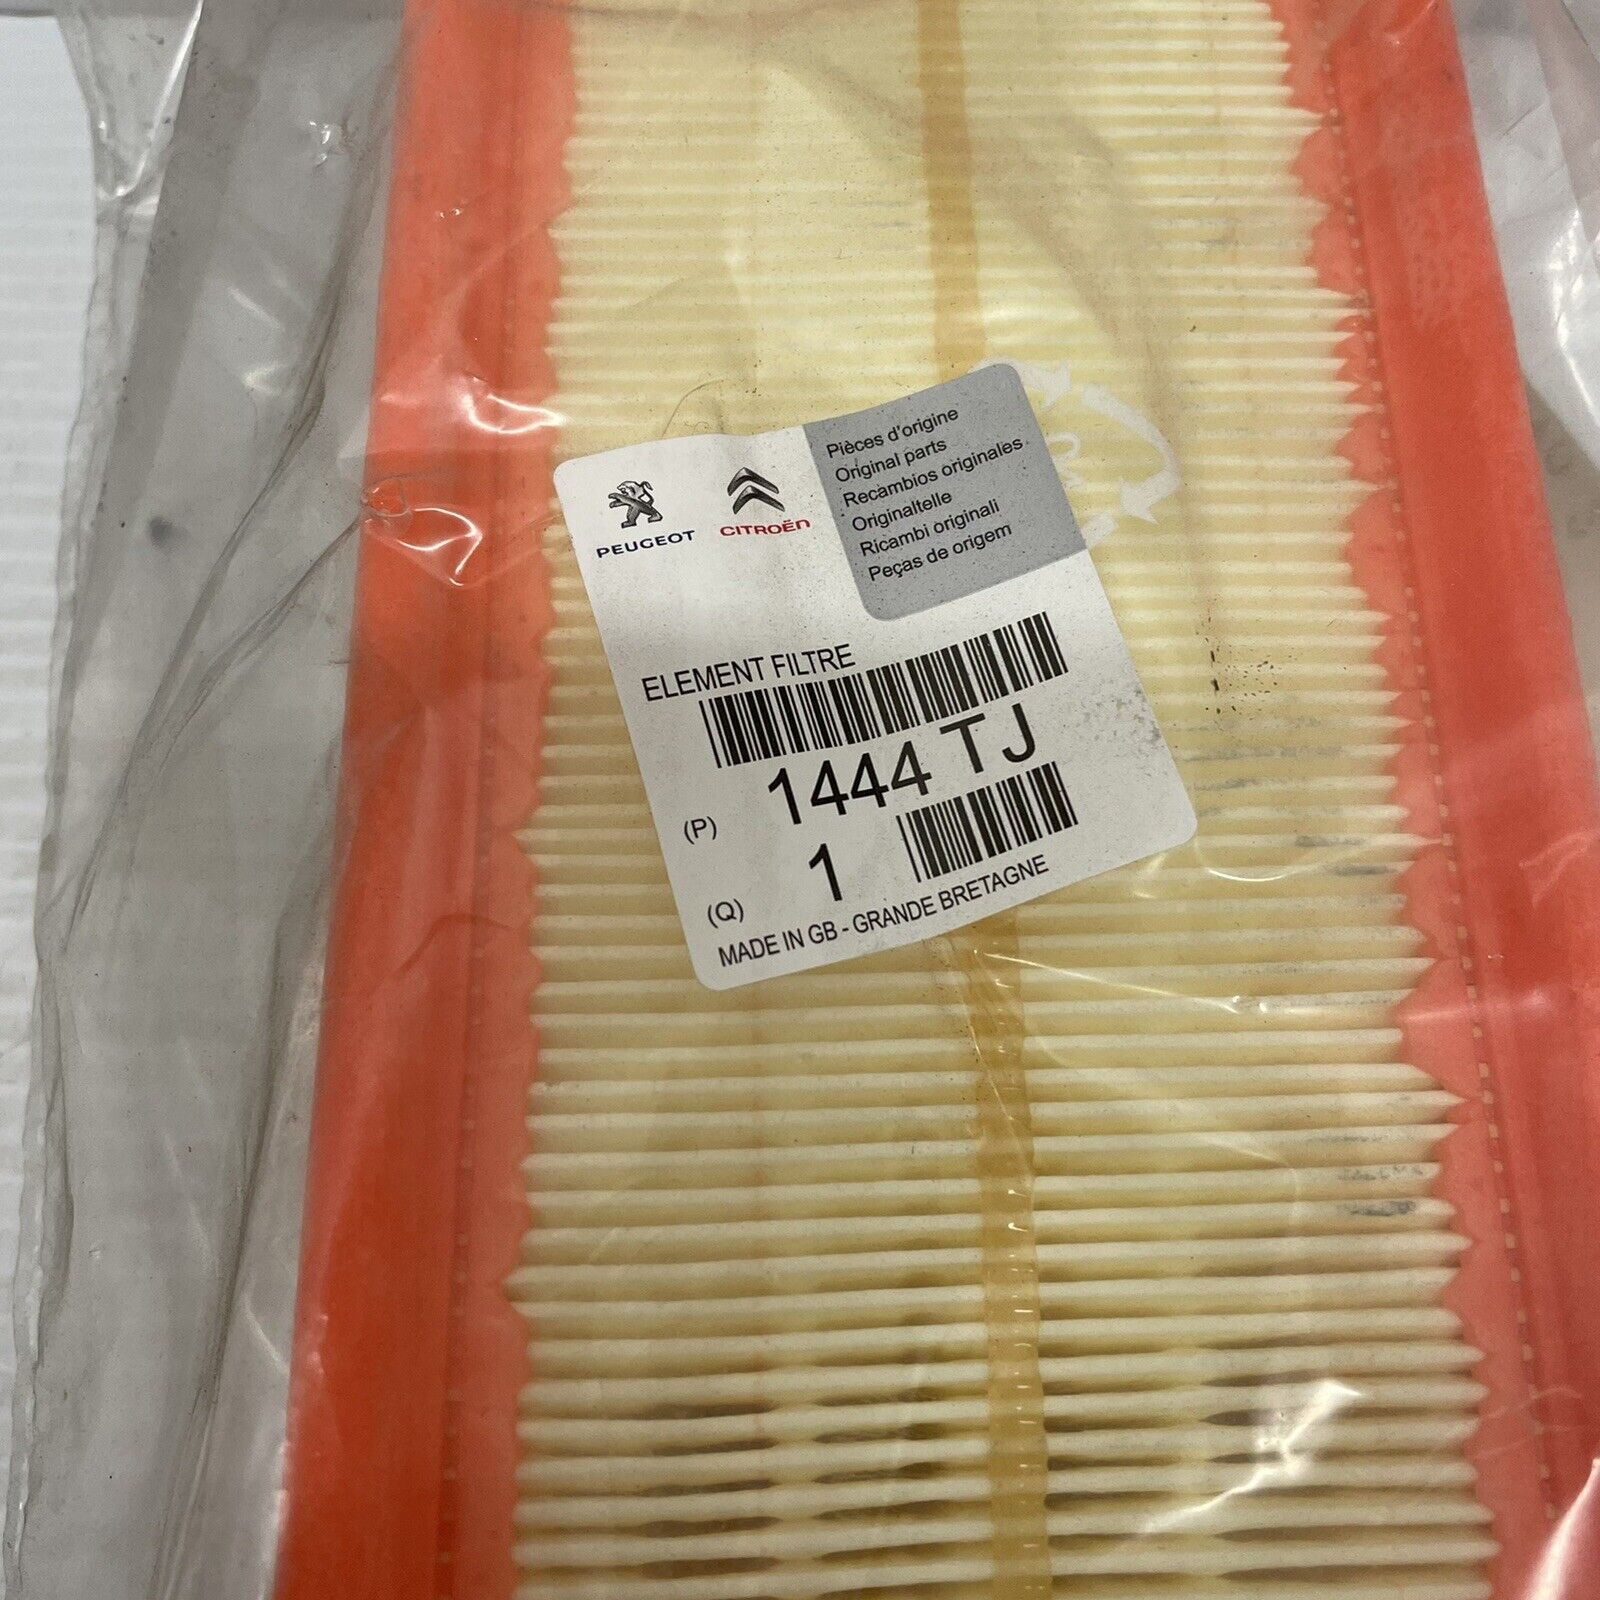 PEUGEOT
CITROËN
Pièces d'origine
Original parts
Recambios originales
Originaltelle
Ricambi originali
Peças de origem
ELEMENT FILTRE
(P) 1444 TJ
(Q) 1
MADE IN GB - GRANDE BRETAGNE